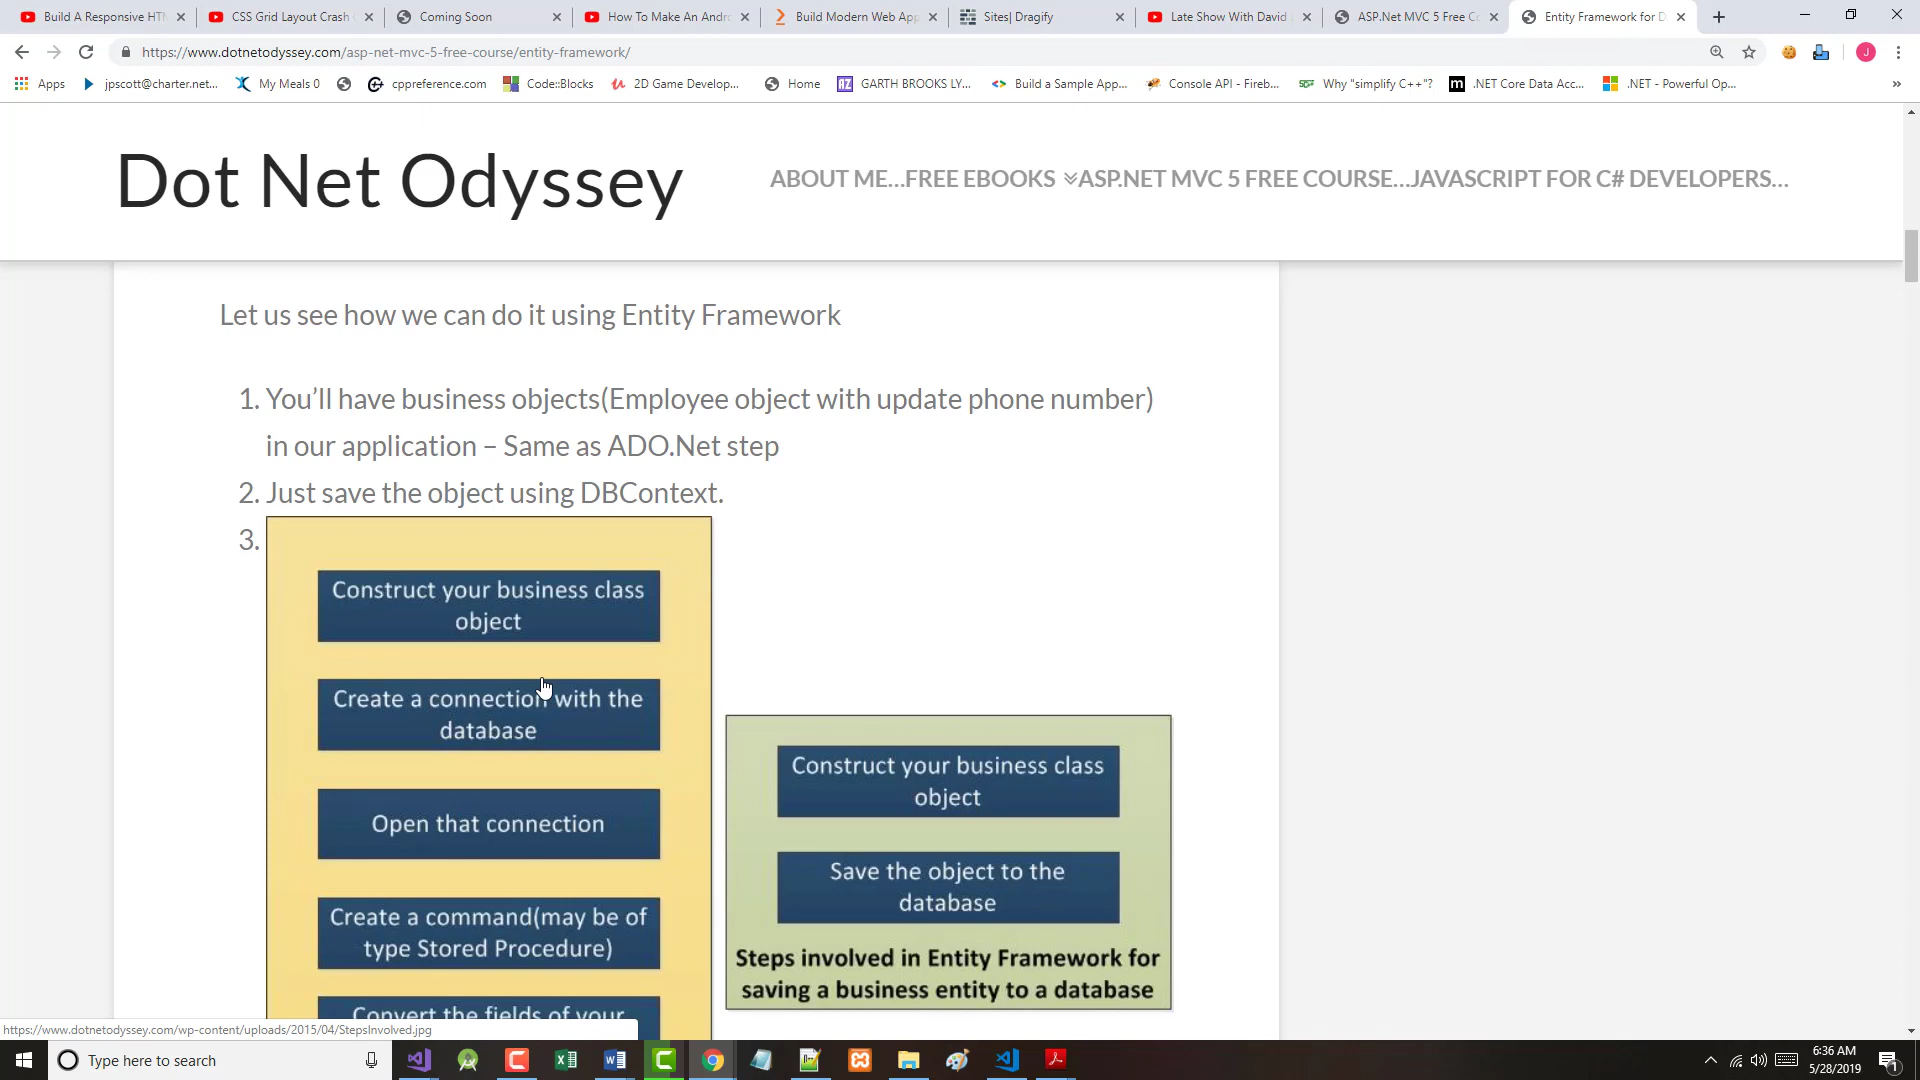 Build A Responsive HT
CSS Grid Layout Crash
Coming Soon
How To Make An Andr
Build Modern Web App
Sites| Dragify
Late Show With David
ASP.Net MVC 5 Free Co
Entity Framework for D
https://www.dotnetodyssey.com/asp-net-mvc-5-free-course/entity-framework/
J
Apps
jpscott@charter.net...
My Meals 0
cppreference.com
Code::Blocks
2D Game Develop...
Home
AZ
GARTH BROOKS LY...
Build a Sample App...
Console API - Fireb...
Why "simplify C++"?
m
.NET Core Data Acc...
.NET - Powerful Op...
»
Dot Net Odyssey
ABOUT ME...FREE EBOOKS ASP.NET MVC 5 FREE COURSE...JAVASCRIPT FOR C# DEVELOPERS...
Let us see how we can do it using Entity Framework
1. You’ll have business objects(Employee object with update phone number)
in our application – Same as ADO.Net step
2. Just save the object using DBContext.
3.
Construct your business class
object
Create a connection with the
database
Open that connection
Create a command(may be of
type Stored Procedure)
Convert the fields of your
Construct your business class
object
Save the object to the
database
Steps involved in Entity Framework for
saving a business entity to a database
https://www.dotnetodyssey.com/wp-content/uploads/2015/04/StepsInvolved.jpg
Type here to search
6:36 AM
5/28/2019
1